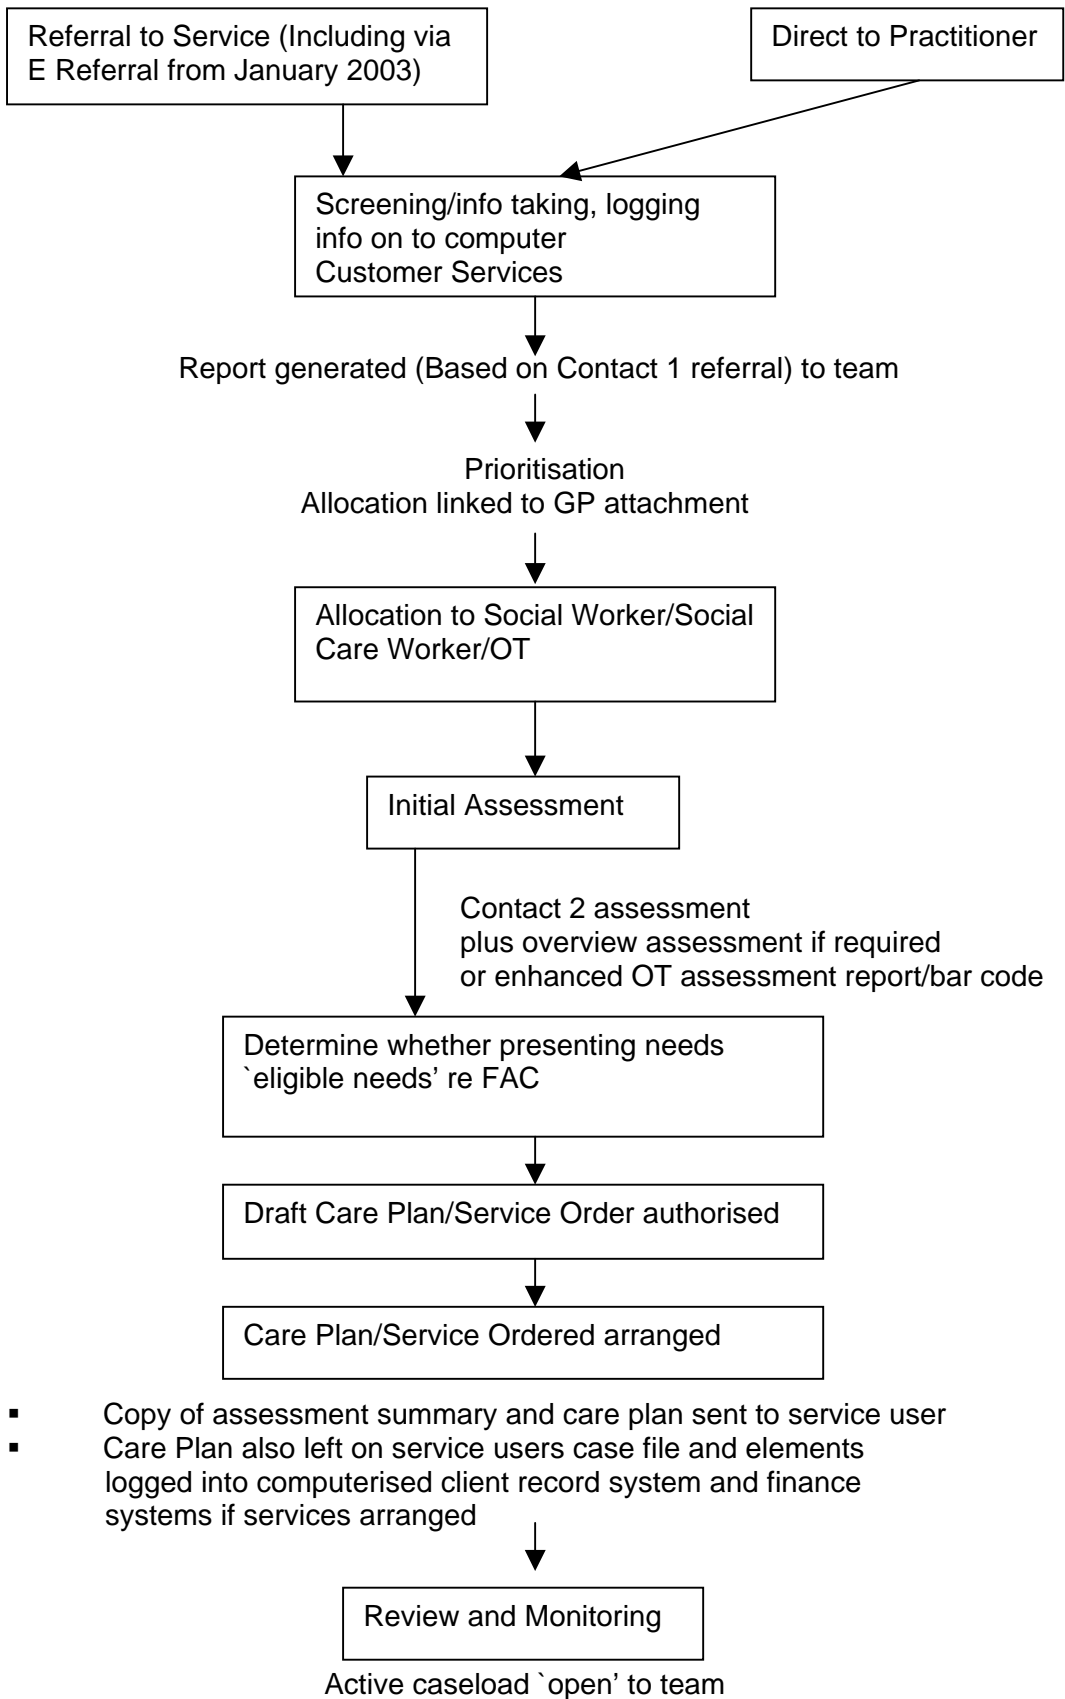 Referral to Service (Including via
E Referral from January 2003)
Direct to Practitioner
Screening/info taking, logging
info on to computer
Customer Services
Report generated (Based on Contact 1 referral) to team
Prioritisation
Allocation linked to GP attachment
Allocation to Social Worker/Social
Care Worker/OT
Initial Assessment
Contact 2 assessment
plus overview assessment if required
or enhanced OT assessment report/bar code
Determine whether presenting needs
`eligible needs’ re FAC
Draft Care Plan/Service Order authorised
Care Plan/Service Ordered arranged
▪ Copy of assessment summary and care plan sent to service user
▪ Care Plan also left on service users case file and elements
logged into computerised client record system and finance
systems if services arranged
Review and Monitoring
Active caseload `open’ to team